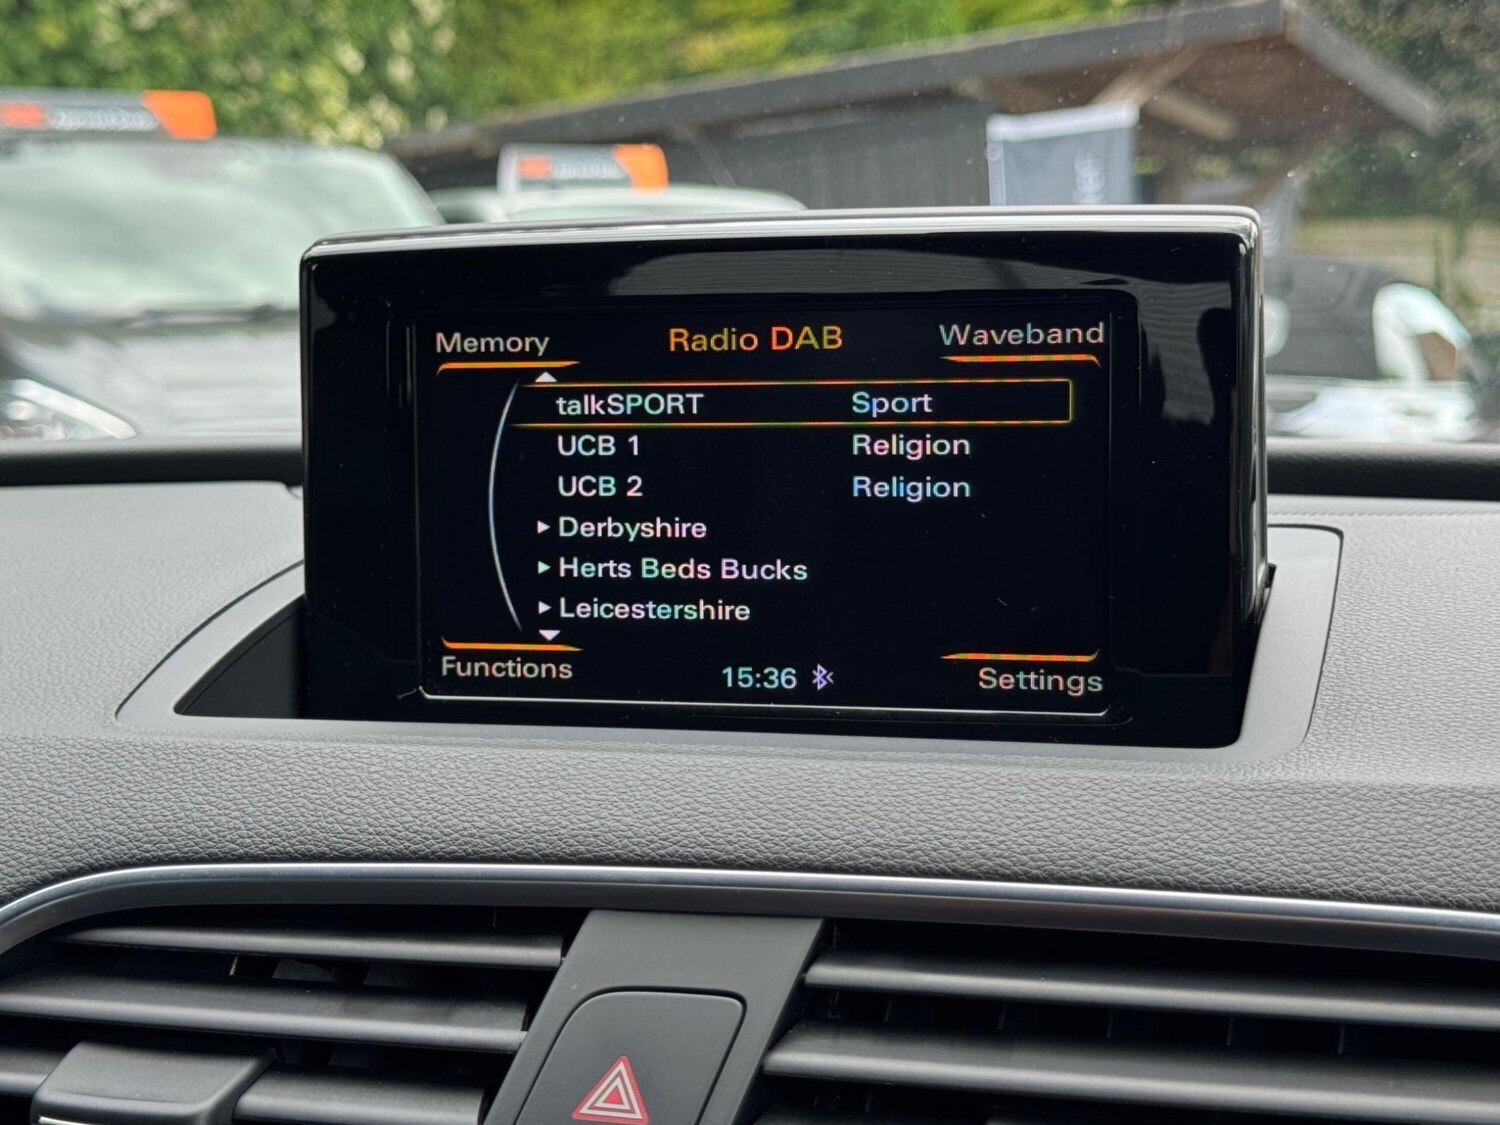 Memory Radio DAB Waveband
talkSPORT Sport
UCB 1 Religion
UCB 2 Religion
Derbyshire
Herts Beds Bucks
Leicestershire
Functions 15:36 Settings